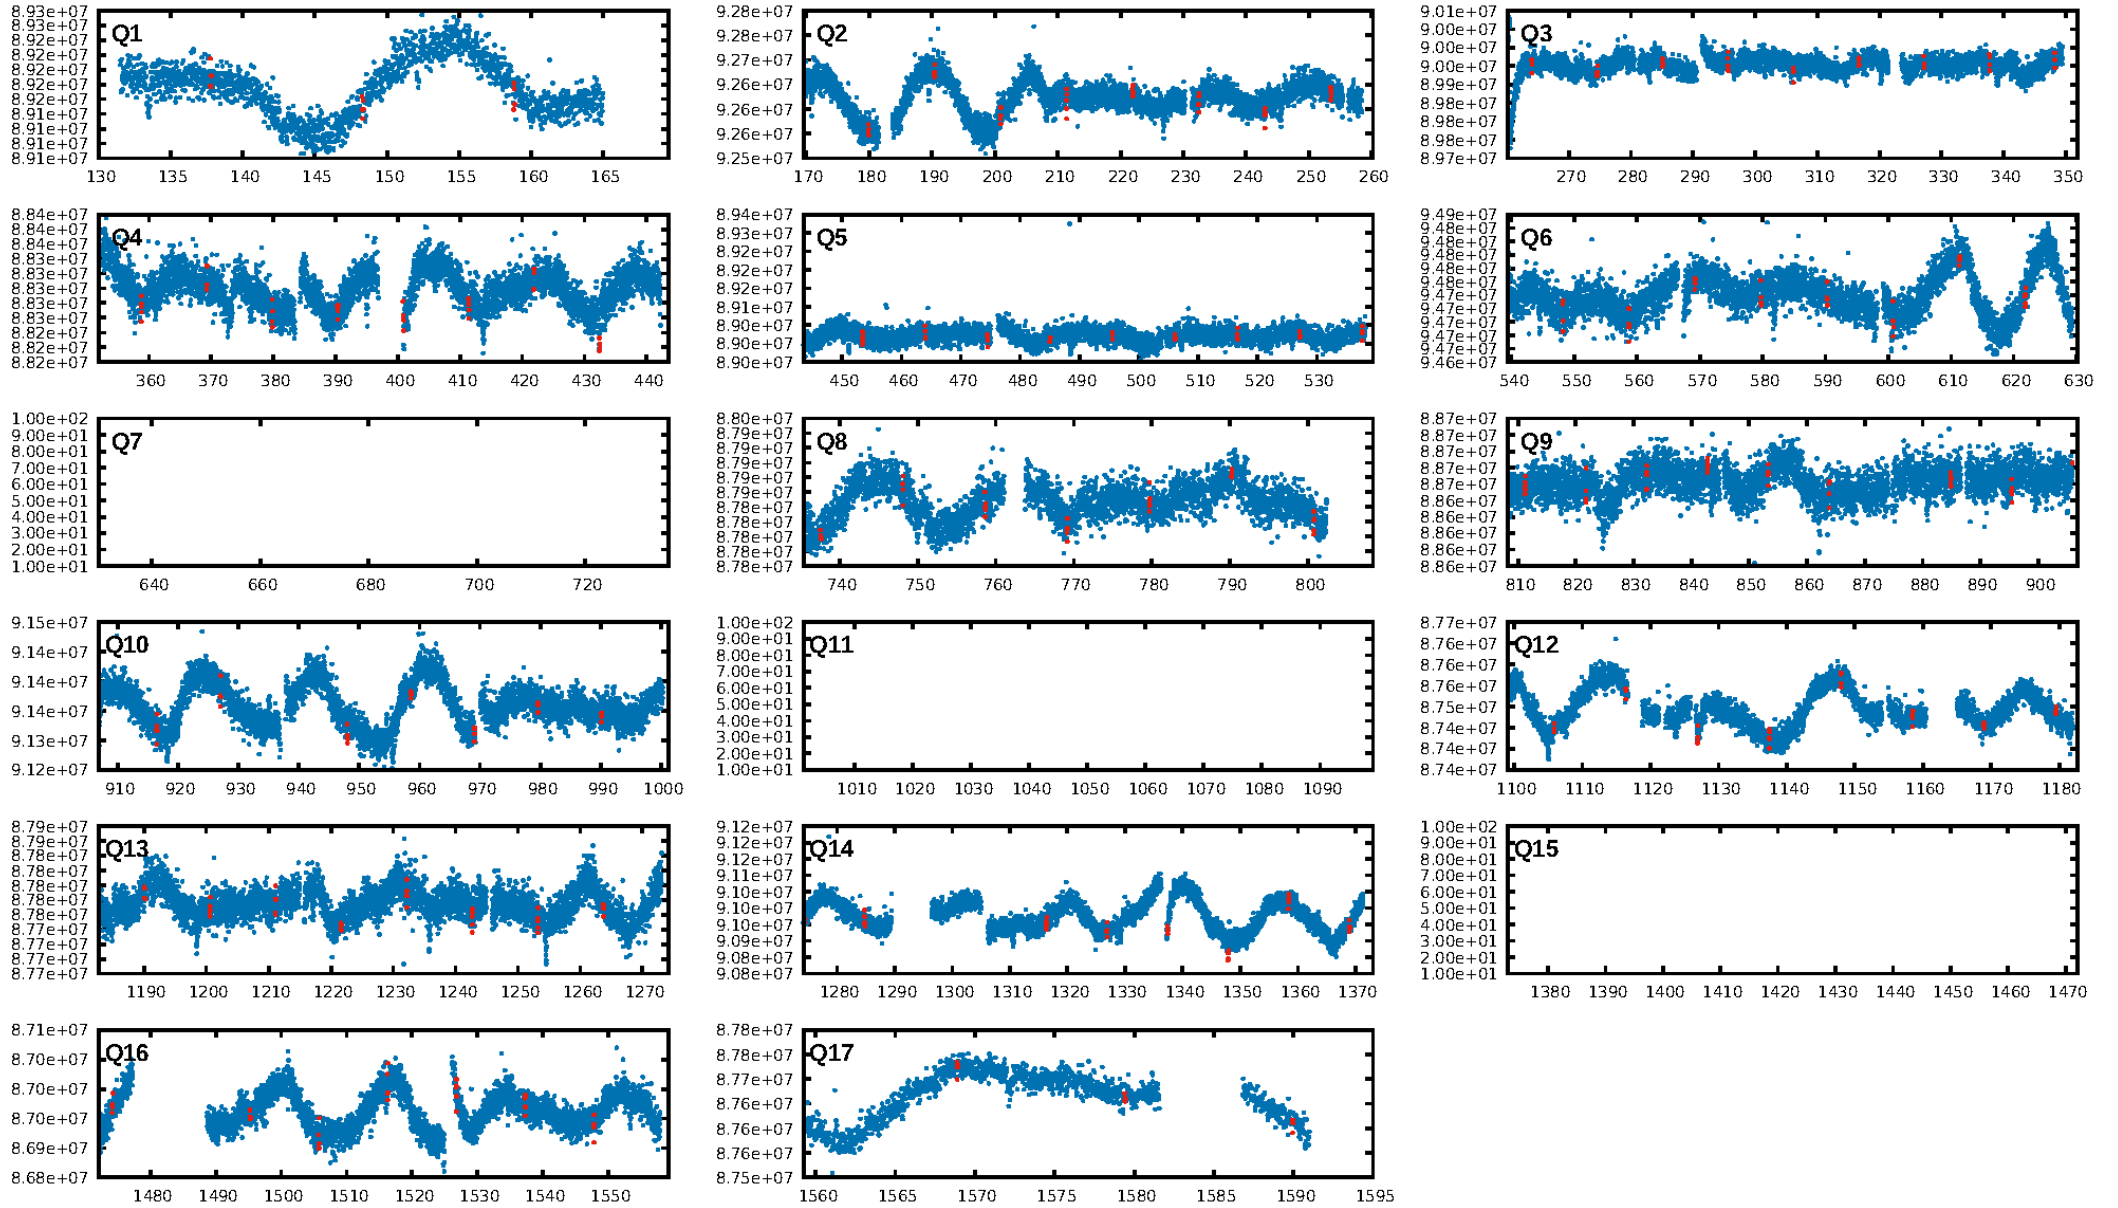 8.93e+07
8.93e+07
8.92e+07
8.92e+07
8.92e+07
8.92e+07
8.92e+07
8.91e+07
8.91e+07
8.91e+07
8.91e+07
Q1
130 135 140 145 150 155 160 165
9.28e+07
9.28e+07
9.27e+07
9.26e+07
9.26e+07
9.26e+07
9.25e+07
Q2
170 180 190 200 210 220 230 240 250 260
9.01e+07
9.00e+07
9.00e+07
9.00e+07
8.99e+07
8.98e+07
8.98e+07
8.98e+07
8.97e+07
Q3
270 280 290 300 310 320 330 340 350
8.84e+07
8.84e+07
8.84e+07
8.83e+07
8.83e+07
8.83e+07
8.83e+07
8.83e+07
8.82e+07
8.82e+07
8.82e+07
Q4
360 370 380 390 400 410 420 430 440
8.94e+07
8.93e+07
8.92e+07
8.92e+07
8.92e+07
8.91e+07
8.90e+07
8.90e+07
8.90e+07
Q5
450 460 470 480 490 500 510 520 530
9.49e+07
9.48e+07
9.48e+07
9.48e+07
9.48e+07
9.47e+07
9.47e+07
9.47e+07
9.47e+07
9.47e+07
9.46e+07
Q6
540 550 560 570 580 590 600 610 620 630
1.00e+02
9.00e+01
8.00e+01
7.00e+01
6.00e+01
5.00e+01
4.00e+01
3.00e+01
2.00e+01
1.00e+01
Q7
640 660 680 700 720
8.80e+07
8.79e+07
8.79e+07
8.79e+07
8.79e+07
8.79e+07
8.78e+07
8.78e+07
8.78e+07
8.78e+07
8.78e+07
Q8
740 750 760 770 780 790 800
8.87e+07
8.87e+07
8.87e+07
8.87e+07
8.87e+07
8.86e+07
8.86e+07
8.86e+07
8.86e+07
8.86e+07
Q9
810 820 830 840 850 860 870 880 890 900
9.15e+07
9.14e+07
9.14e+07
9.14e+07
9.13e+07
9.12e+07
Q10
910 920 930 940 950 960 970 980 990 1000
1.00e+02
9.00e+01
8.00e+01
7.00e+01
6.00e+01
5.00e+01
4.00e+01
3.00e+01
2.00e+01
1.00e+01
Q11
1010 1020 1030 1040 1050 1060 1070 1080 1090
8.77e+07
8.76e+07
8.76e+07
8.76e+07
8.75e+07
8.74e+07
8.74e+07
8.74e+07
Q12
1100 1110 1120 1130 1140 1150 1160 1170 1180
8.79e+07
8.78e+07
8.78e+07
8.78e+07
8.78e+07
8.78e+07
8.78e+07
8.77e+07
8.77e+07
8.77e+07
8.77e+07
Q13
1190 1200 1210 1220 1230 1240 1250 1260 1270
9.12e+07
9.12e+07
9.11e+07
9.10e+07
9.10e+07
9.10e+07
9.10e+07
9.09e+07
9.08e+07
9.08e+07
Q14
1280 1290 1300 1310 1320 1330 1340 1350 1360 1370
1.00e+02
9.00e+01
8.00e+01
7.00e+01
6.00e+01
5.00e+01
4.00e+01
3.00e+01
2.00e+01
1.00e+01
Q15
1380 1390 1400 1410 1420 1430 1440 1450 1460 1470
8.71e+07
8.70e+07
8.70e+07
8.70e+07
8.69e+07
8.68e+07
Q16
1480 1490 1500 1510 1520 1530 1540 1550
8.78e+07
8.78e+07
8.77e+07
8.76e+07
8.76e+07
8.76e+07
8.75e+07
Q17
1560 1565 1570 1575 1580 1585 1590 1595